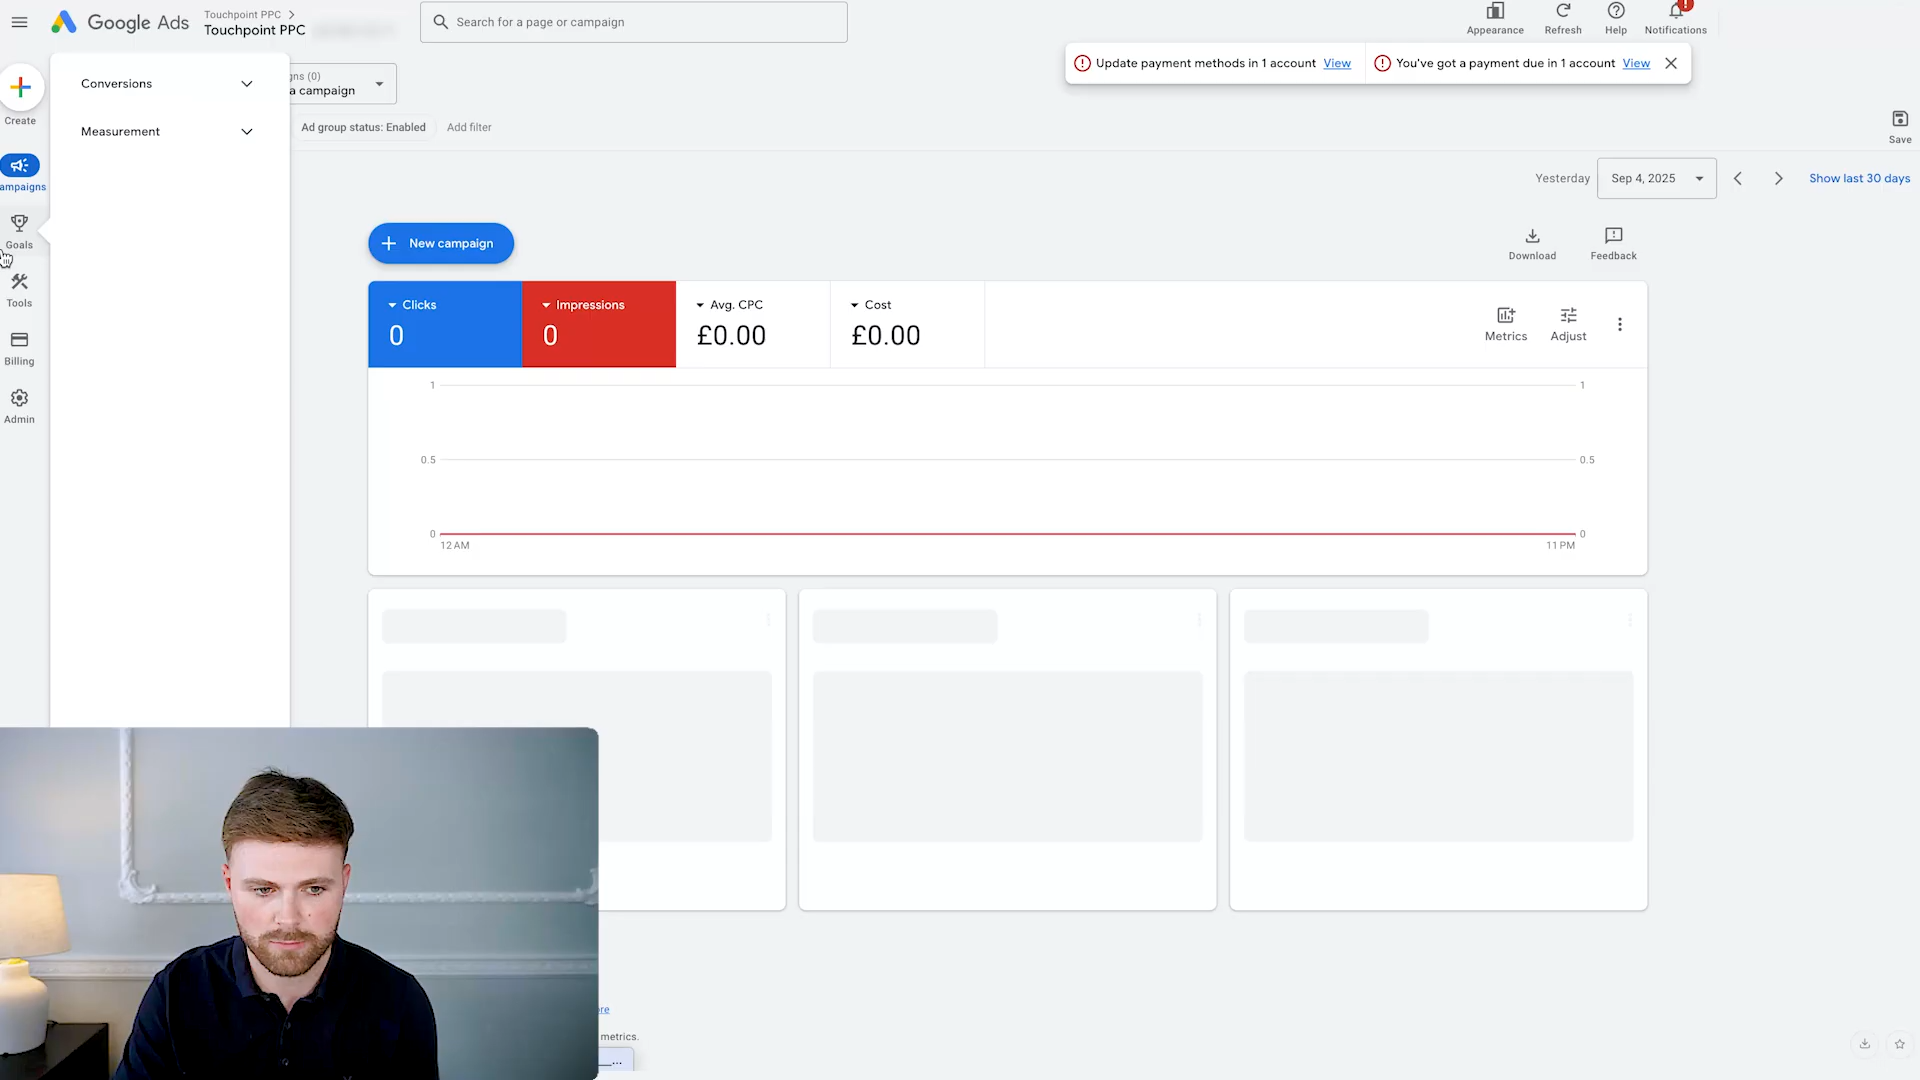 Google Ads
Touchpoint PPC
Touchpoint PPC
Search for a page or campaign
Appearance
Refresh
Help
Notifications
Update payment methods in 1 account View
You've got a payment due in 1 account View
Create
Conversions
Measurement
(0)
a campaign
Ad group status: Enabled
Add filter
Save
ampaigns
Yesterday
Sep 4, 2025
Show last 30 days
Goals
Tools
Billing
Admin
New campaign
Download
Feedback
Clicks
0
Impressions
0
Avg. CPC
£0.00
Cost
£0.00
Metrics
Adjust
1
1
0.5
0.5
0
0
12 AM
11 PM
metrics.